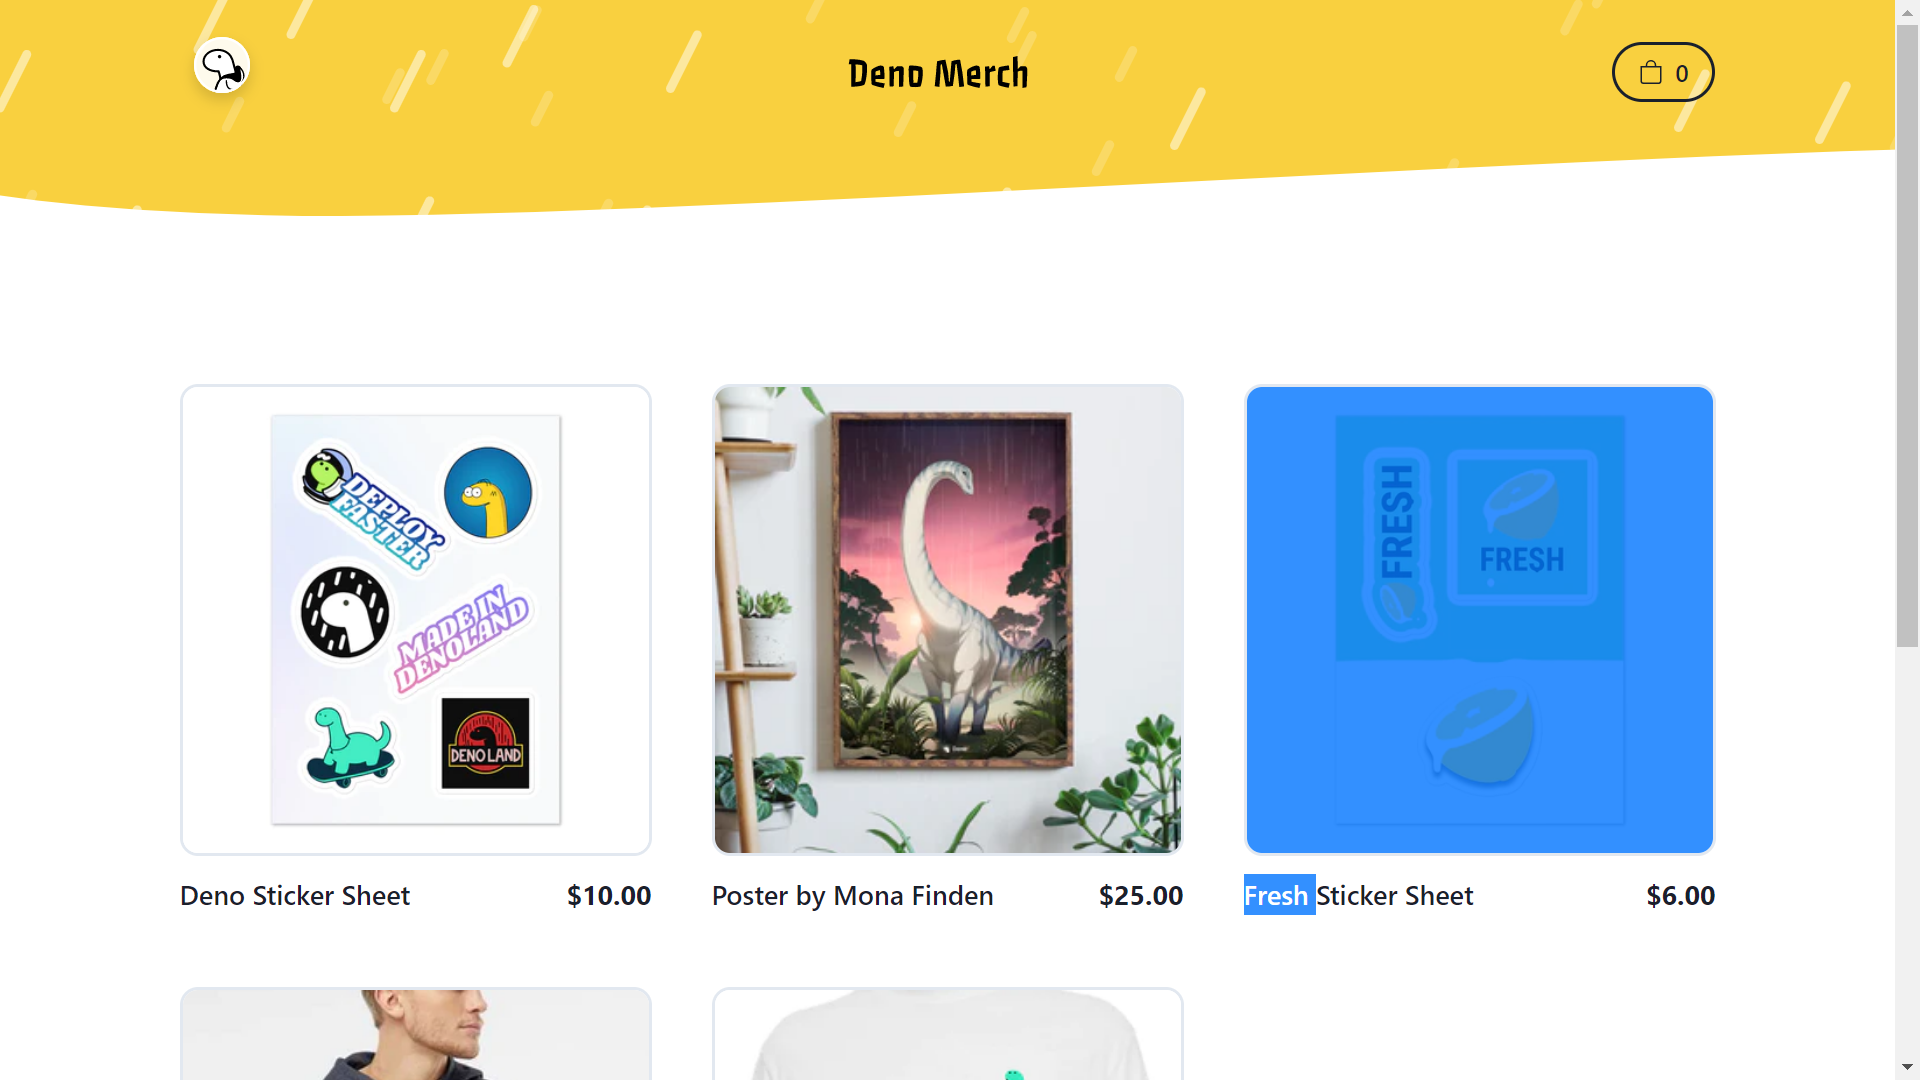 Deno Merch
0
DEPLOY
FASTER
MADE IN
DENOLAND
DENO LAND
FRESH
FRESH
Deno Sticker Sheet $10.00
Poster by Mona Finden $25.00
Fresh Sticker Sheet $6.00